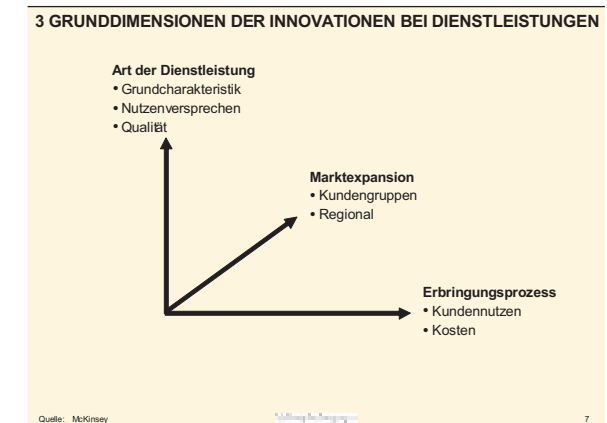 3 GRUNDDIMENSIONEN DER INNOVATIONEN BEI DIENSTLEISTUNGEN
Art der Dienstleistung
• Grundcharakteristik
• Nutzenversprechen
• Qualität
Marktexpansion
• Kundengruppen
• Regional
Erbringungsprozess
• Kundennutzen
• Kosten
Quelle: McKinsey
7